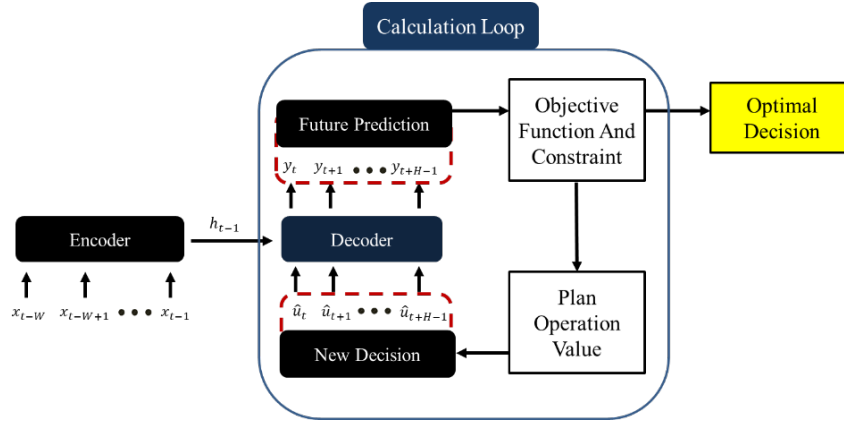 Calculation Loop
Future Prediction
y_t y_{t+1} ••• y_{t+H-1}
Objective
Function And
Constraint
Optimal
Decision
Encoder
h_{t-1}
Decoder
x_{t-W} x_{t-W+1} ••• x_{t-1}
û_t û_{t+1} ••• û_{t+H-1}
New Decision
Plan
Operation
Value